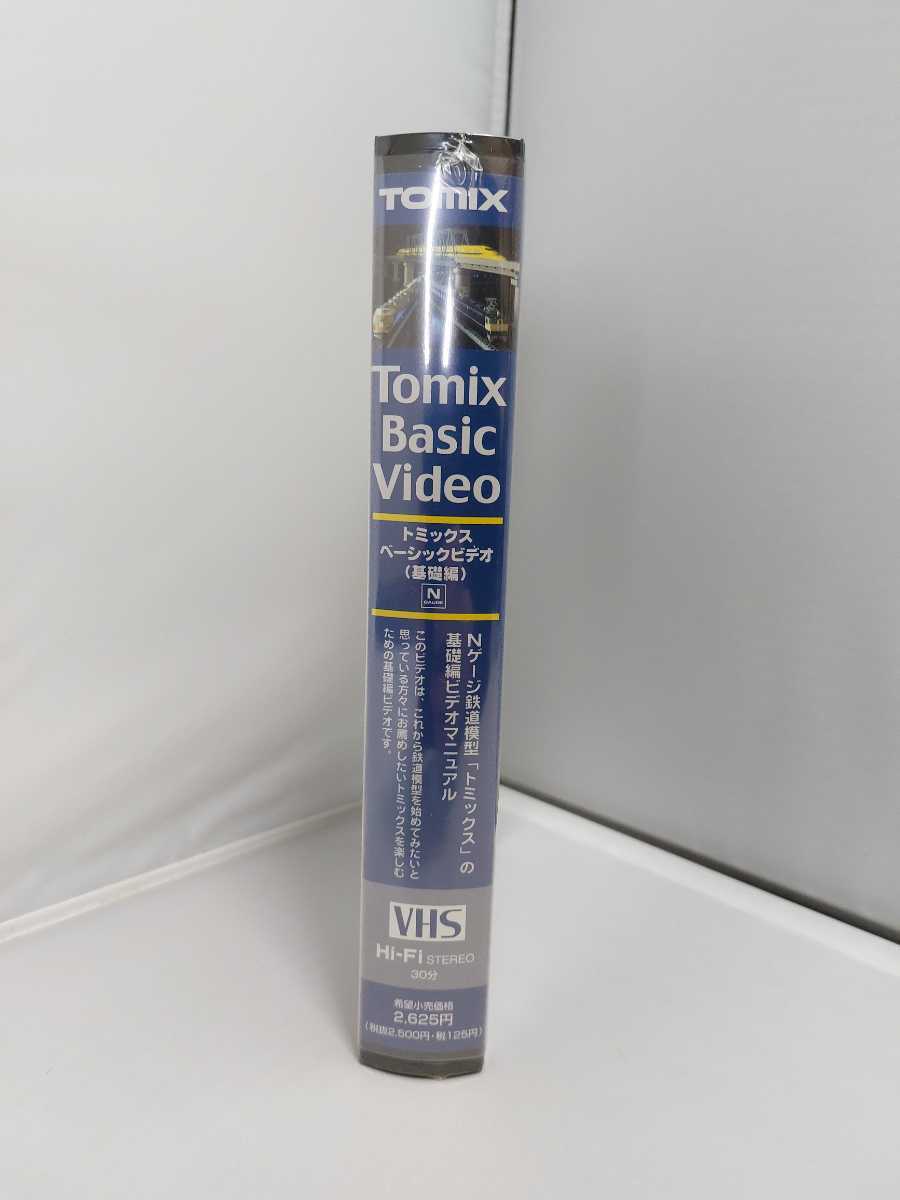 TOMIX
Tomix
Basic
Video
トミックス
ベーシックビデオ
(基礎編)
N
GAUGE
Nゲージ鉄道模型「トミックス」の
基礎編ビデオマニュアル
このビデオは、これから鉄道模型を始めてみたいと
思っている方々にお薦めしたいトミックスを楽しむ
ための基礎編ビデオです。
VHS
Hi-Fi STEREO
30分
希望小売価格
2,625円
(税抜2,500円・税125円)